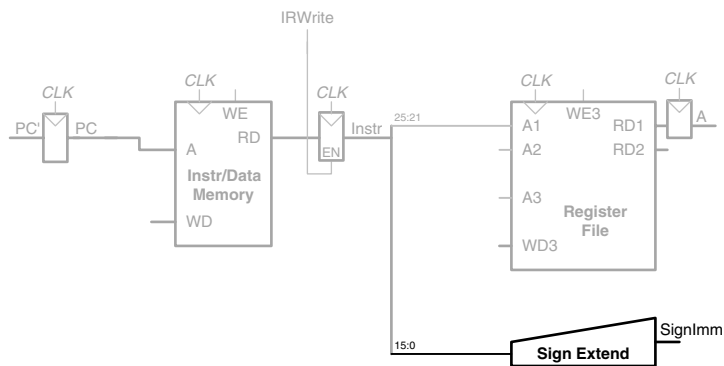 IRWrite
CLK
CLK
CLK
CLK
CLK
PC'
PC
WE
RD
A
Instr/Data
Memory
WD
EN
Instr
25:21
WE3
A1
RD1
A
A2
RD2
A3
Register
File
WD3
15:0
SignImm
Sign Extend